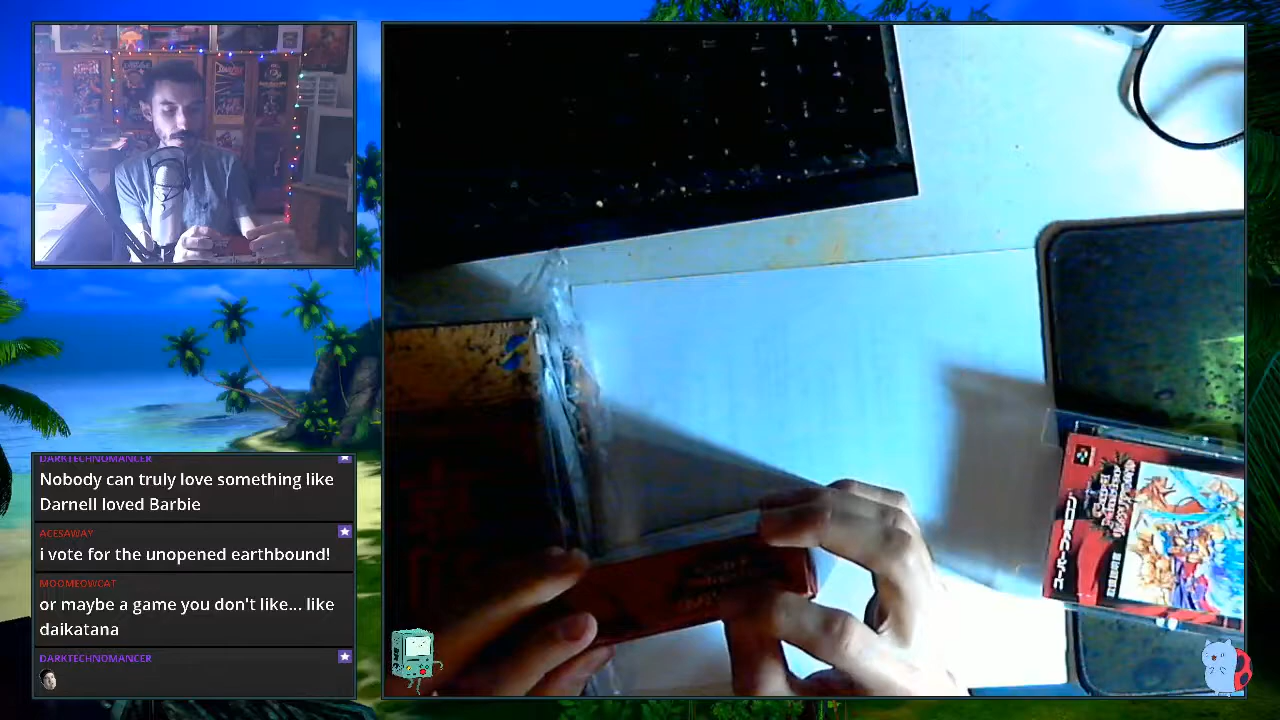 DARKTECHNOMANCER
Nobody can truly love something like
Darnell loved Barbie
ACESAWAY
i vote for the unopened earthbound!
MOOMEOWCAT
or maybe a game you don't like... like
daikatana
DARKTECHNOMANCER